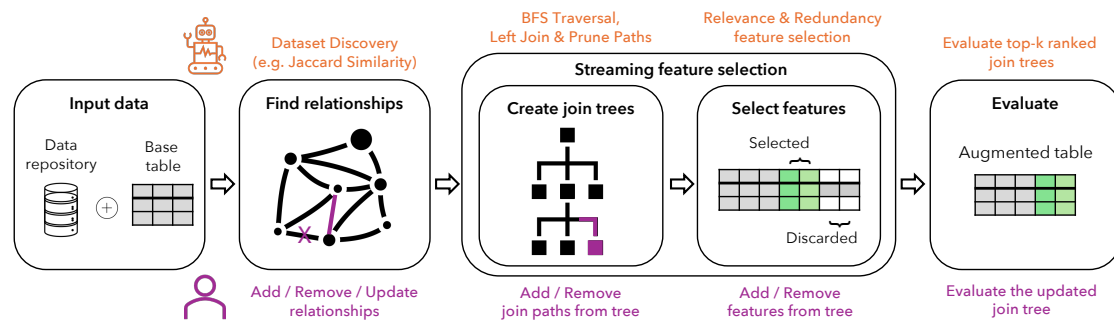 Dataset Discovery
(e.g. Jaccard Similarity)
BFS Traversal,
Left Join & Prune Paths
Relevance & Redundancy
feature selection
Evaluate top-k ranked
join trees
Streaming feature selection
Input data
Find relationships
Create join trees
Select features
Evaluate
Data
repository
Base
table
Selected
Discarded
Augmented table
X
Add / Remove / Update
relationships
Add / Remove
join paths from tree
Add / Remove
features from tree
Evaluate the updated
join tree